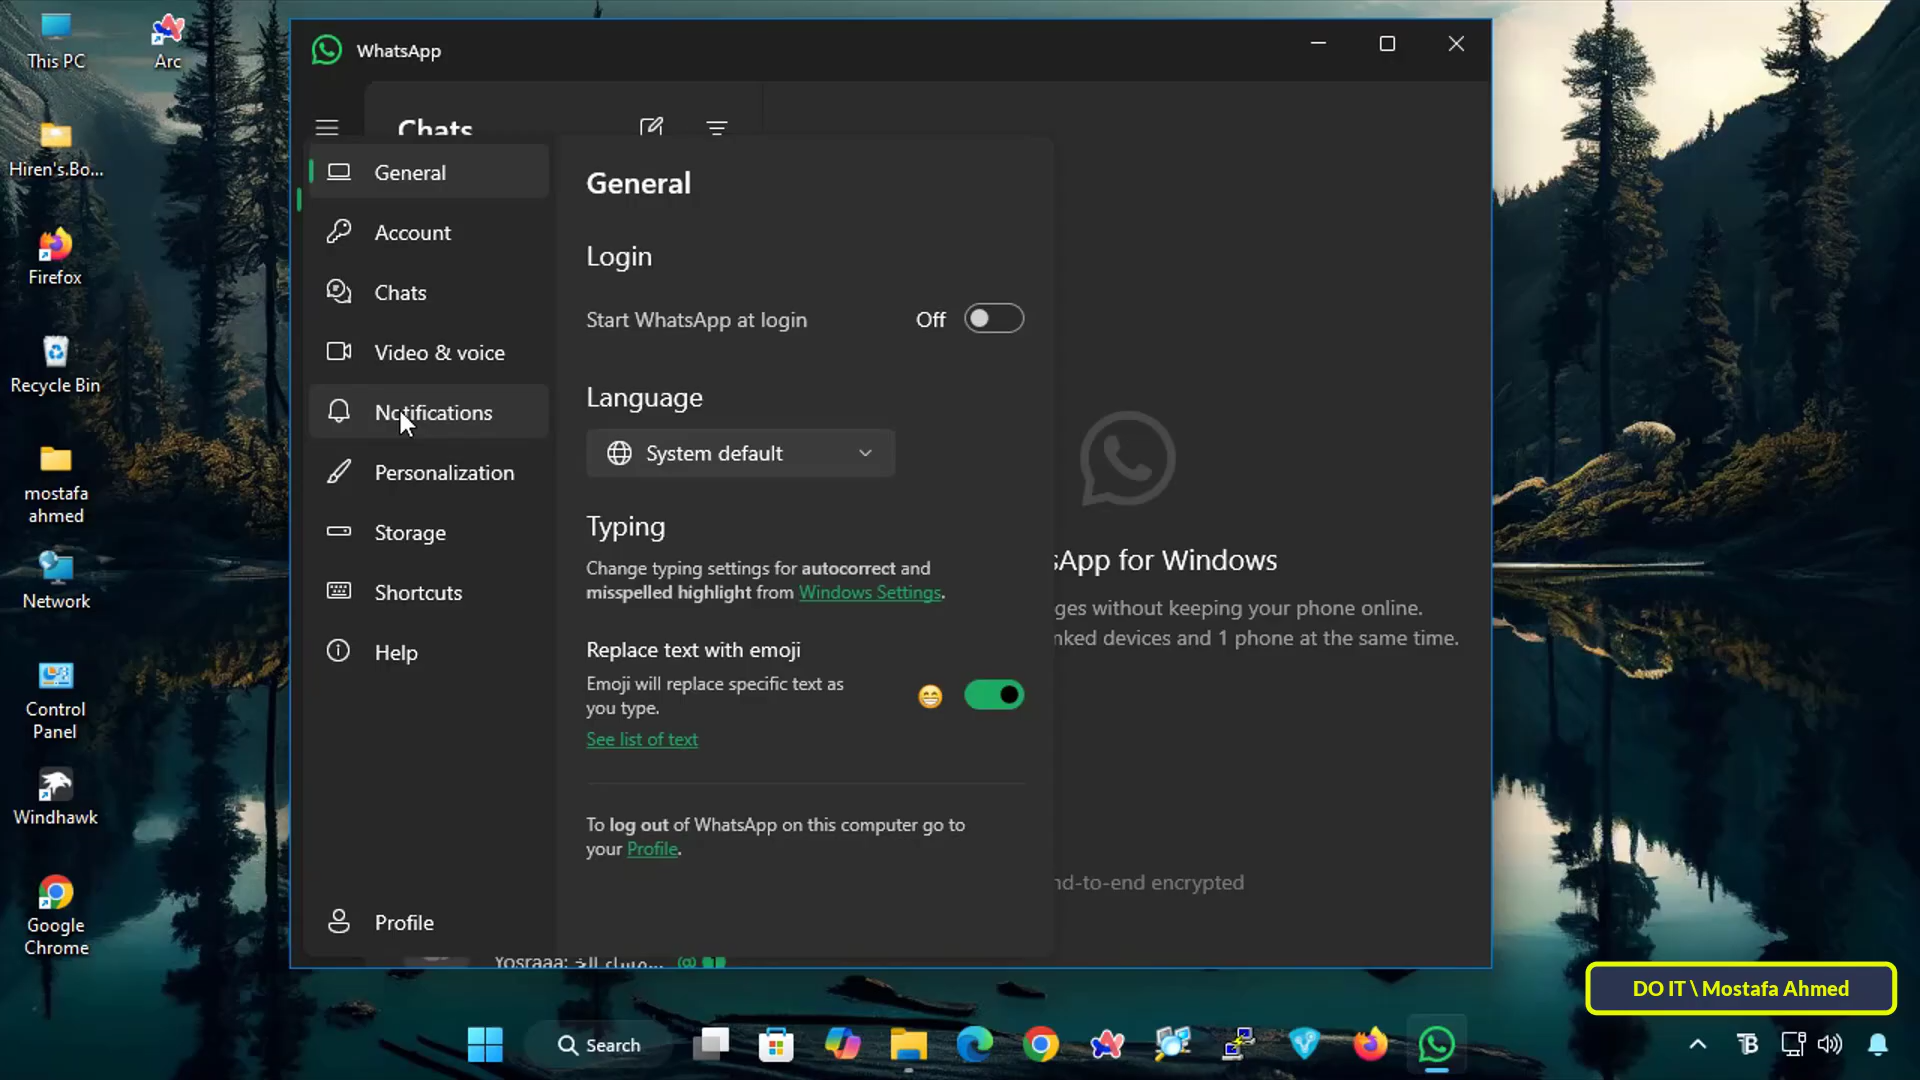 This PC
Arc
Hiren's.Bo...
Firefox
Recycle Bin
mostafa
ahmed
Network
Control
Panel
Windhawk
Google
Chrome
WhatsApp
Chats
General
Account
Chats
Video & voice
Notifications
Personalization
Storage
Shortcuts
Help
Profile
General
Login
Start WhatsApp at login Off
Language
System default
Typing
Change typing settings for autocorrect and
misspelled highlight from Windows Settings.
Replace text with emoji
Emoji will replace specific text as
you type.
See list of text
To log out of WhatsApp on this computer go to
your Profile.
sApp for Windows
ges without keeping your phone online.
nked devices and 1 phone at the same time.
nd-to-end encrypted
Yosraaa:
@
DO IT \ Mostafa Ahmed
Search